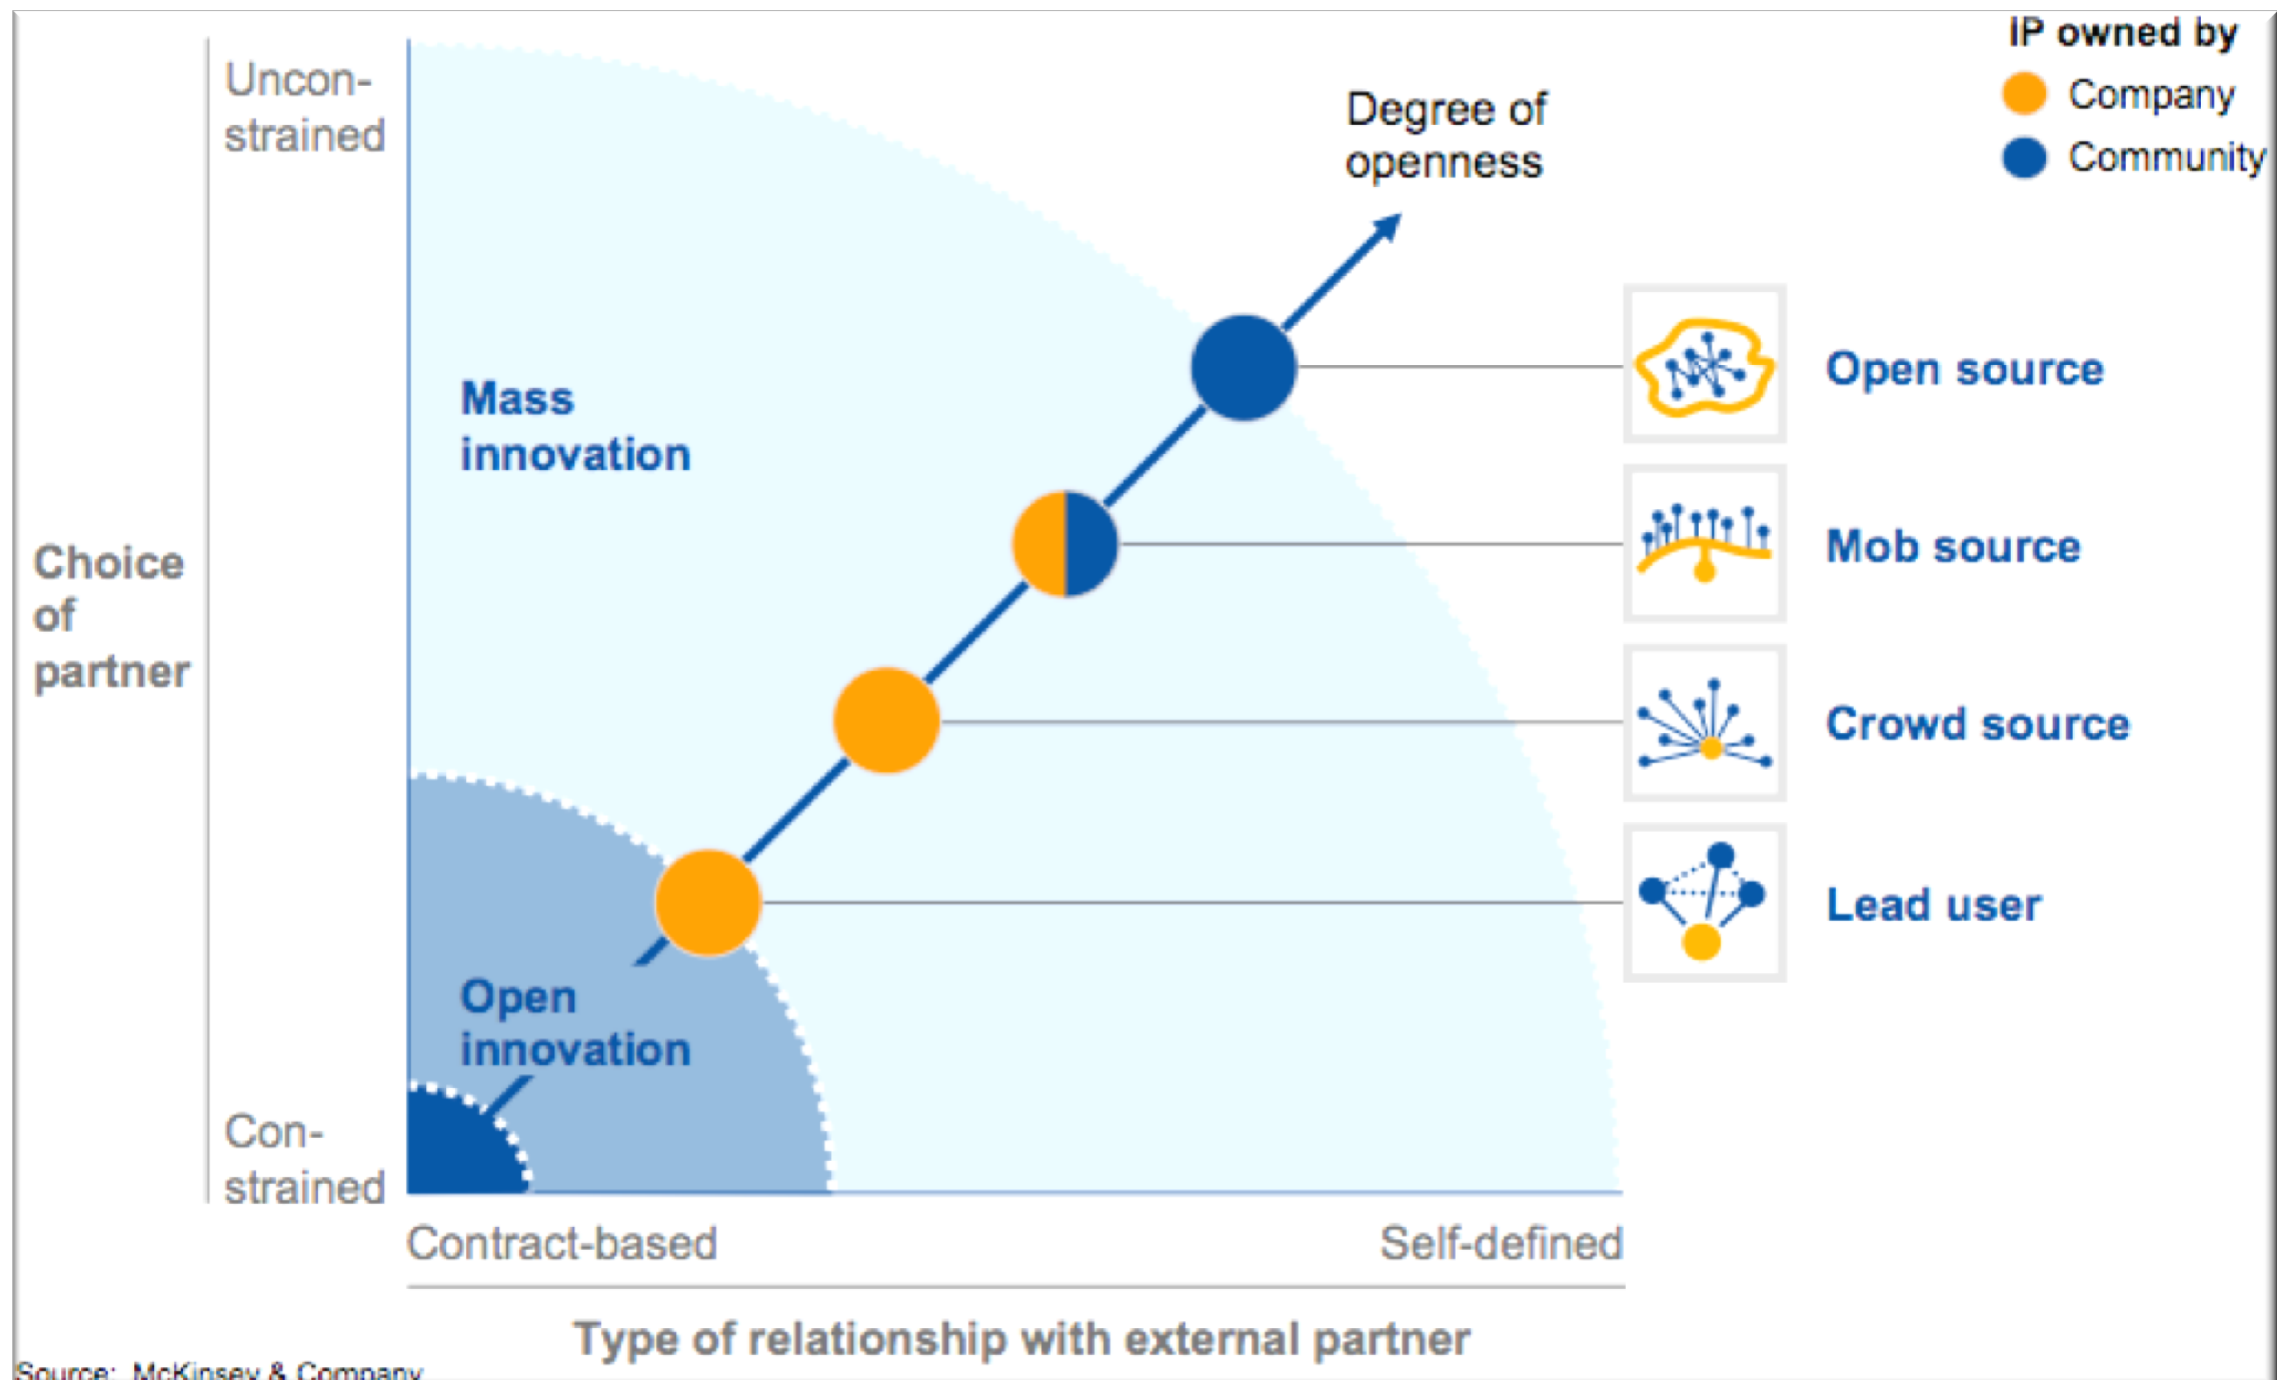 IP owned by
Company
Community
Uncon-
strained
Degree of
openness
Open source
Mass
innovation
Mob source
Choice
of
partner
Crowd source
Lead user
Open
innovation
Con-
strained
Contract-based
Self-defined
Type of relationship with external partner
Source: McKinsey & Company